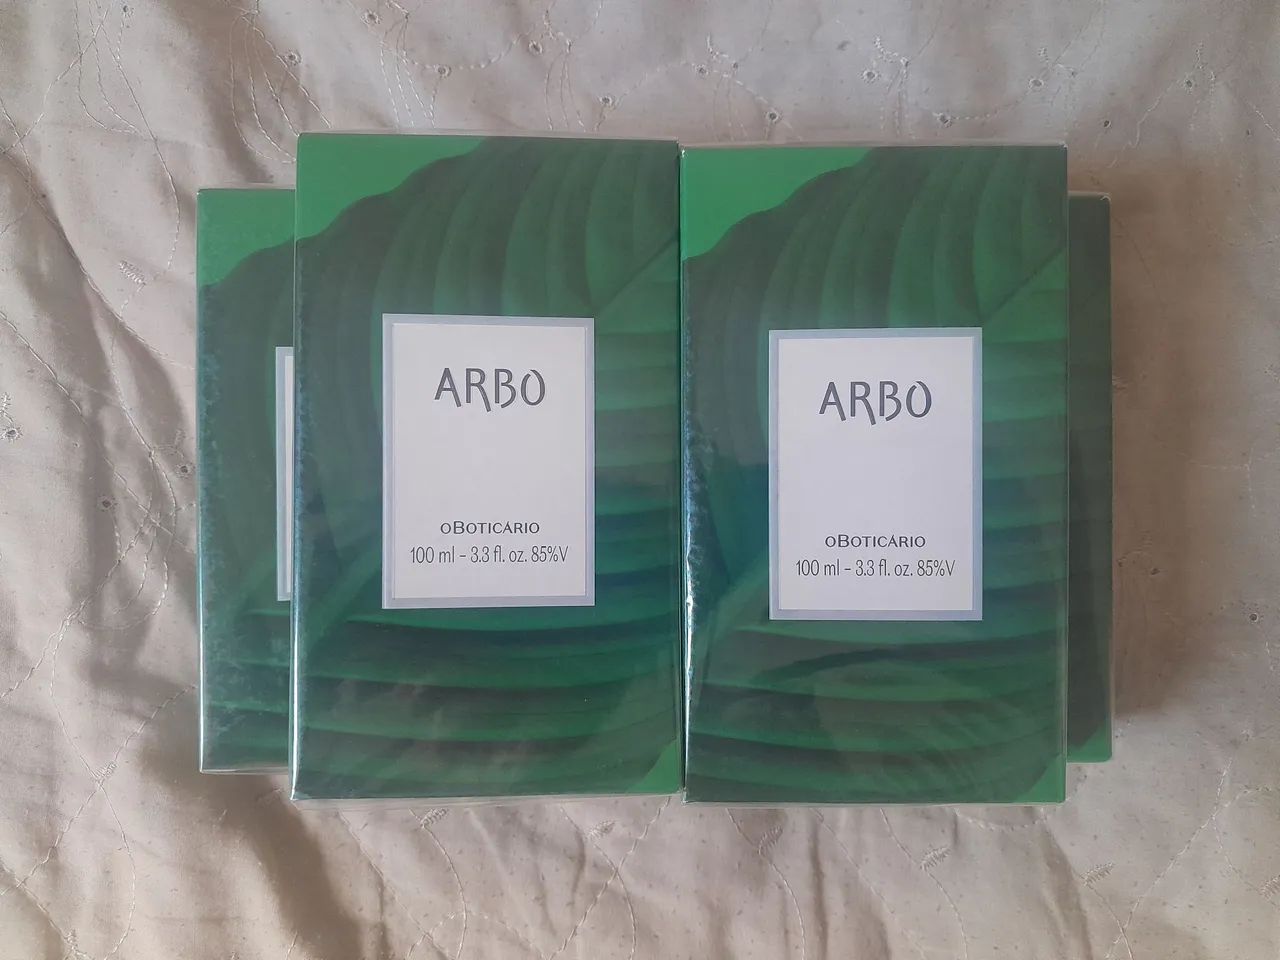 ARBO
oBoticário
100 ml - 3.3 fl. oz. 85%V
ARBO
oBoticário
100 ml - 3.3 fl. oz. 85%V